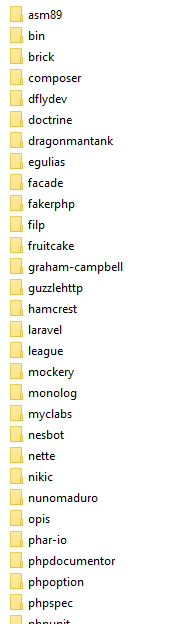 asm89
bin
brick
composer
dflydev
doctrine
dragonmantank
egulias
facade
fakerphp
filp
fruitcake
graham-campbell
guzzlehttp
hamcrest
laravel
league
mockery
monolog
myclabs
nesbot
nette
nikic
nunomaduro
opis
phar-io
phpdocumentor
phpoption
phpspec
phpunit